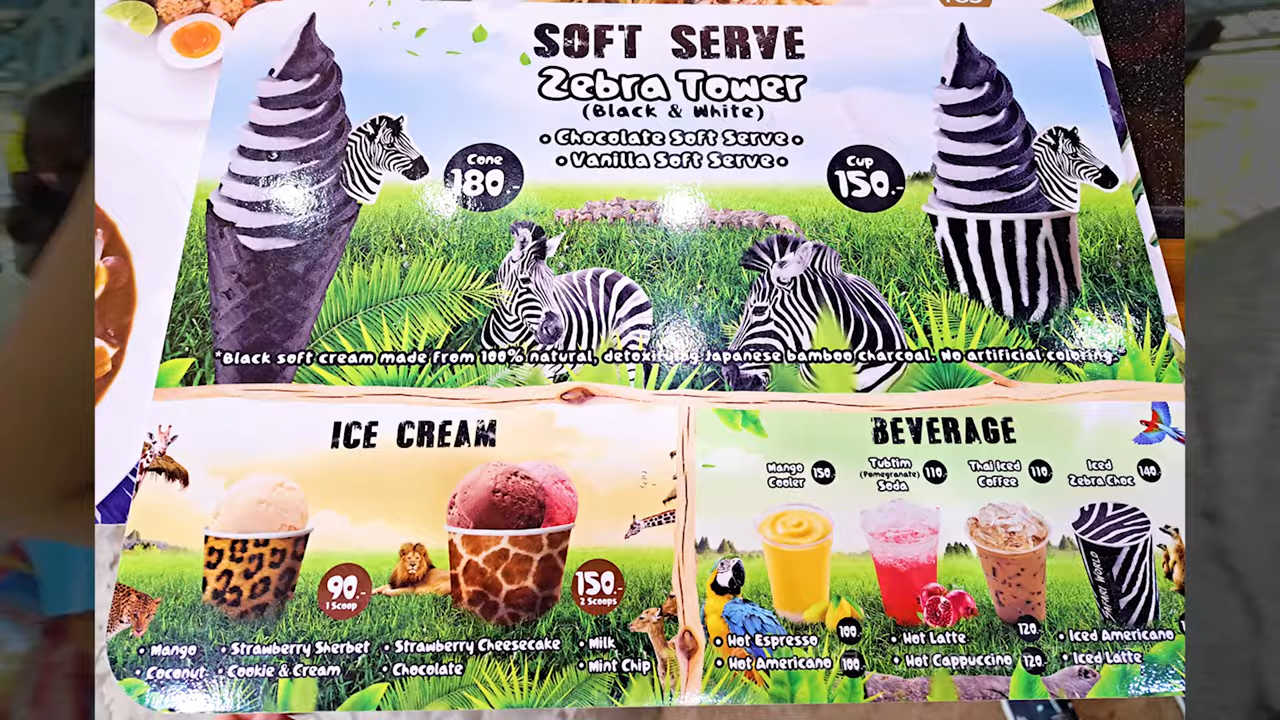 SOFT SERVE
Zebra Tower
(Black & White)
• Chocolate Soft Serve •
• Vanilla Soft Serve •
Cone
180.-
Cup
150.-
*Black soft cream made from 100% natural, detoxifying Japanese bamboo charcoal. No artificial coloring.
ICE CREAM
90.-
1 Scoop
150.-
2 Scoops
• Mango • Strawberry Sherbet • Strawberry Cheesecake • Milk
• Coconut • Cookie & Cream • Chocolate • Mint Chip
BEVERAGE
Mango
Cooler
150.-
Tubtim
(Pomegranate)
Soda
110.-
Thai Iced
Coffee
110.-
Iced
Zebra Choc
140.-
SAFARI WORLD
• Hot Espresso 100.- • Hot Latte 120.- • Iced Americano
• Hot Americano 100.- • Hot Cappuccino 120.- • Iced Latte